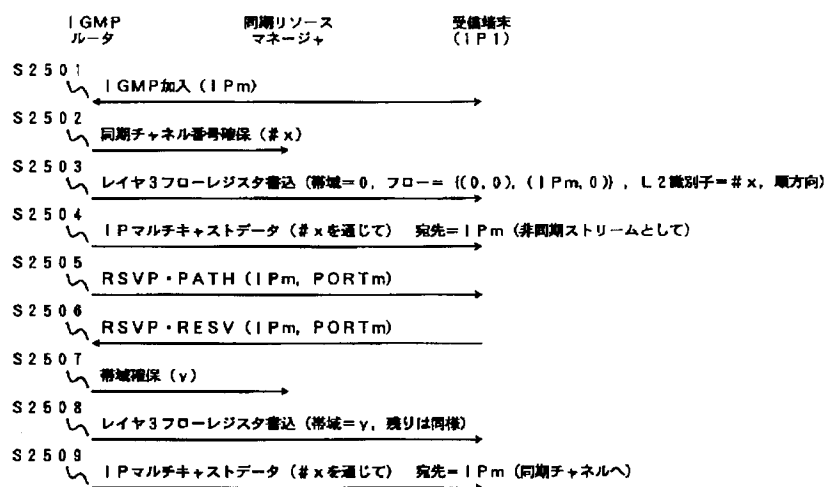 IGMP ルータ
同期リソース マネージャ
受信端末 (IP1)
S2501
IGMP加入 (IPm)
S2502
同期チャネル番号確保 (#x)
S2503
レイヤ3フローレジスタ書込 (帯域=0, フロー= {(0,0), (IPm,0)}, L2識別子=#x, 順方向)
S2504
IPマルチキャストデータ (#xを通じて) 宛先=IPm (非同期ストリームとして)
S2505
RSVP・PATH (IPm, PORTm)
S2506
RSVP・RESV (IPm, PORTm)
S2507
帯域確保 (y)
S2508
レイヤ3フローレジスタ書込 (帯域=y, 残りは同様)
S2509
IPマルチキャストデータ (#xを通じて) 宛先=IPm (同期チャネルへ)